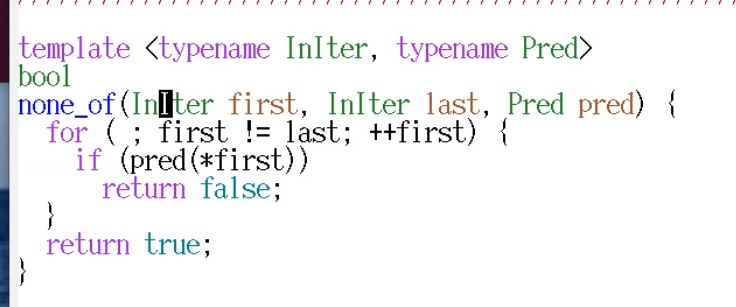 template <typename InIter, typename Pred>
bool
none_of(InIter first, InIter last, Pred pred) {
  for ( ; first != last; ++first) {
    if (pred(*first))
      return false;
  }
  return true;
}